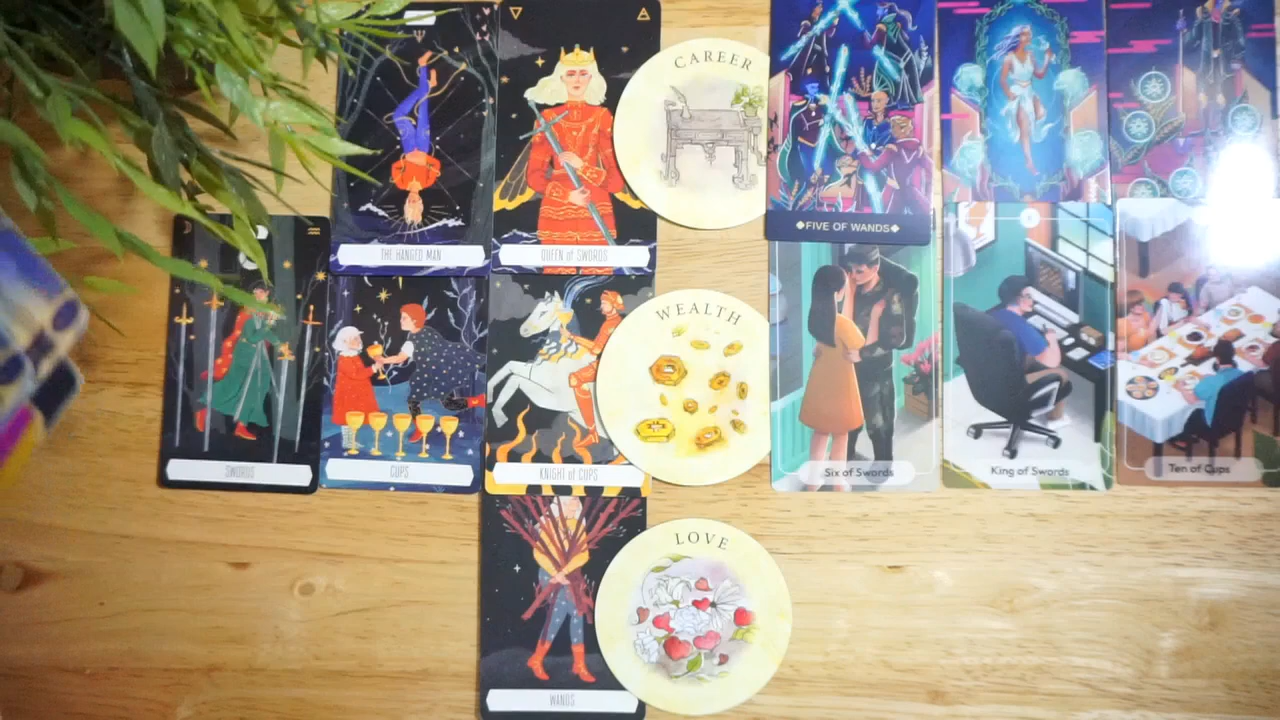 THE HANGED MAN
QUEEN of SWORDS
CAREER
◆FIVE OF WANDS◆
SWORDS
CUPS
KNIGHT of CUPS
WEALTH
Six of Swords
King of Swords
Ten of Cups
WANDS
LOVE